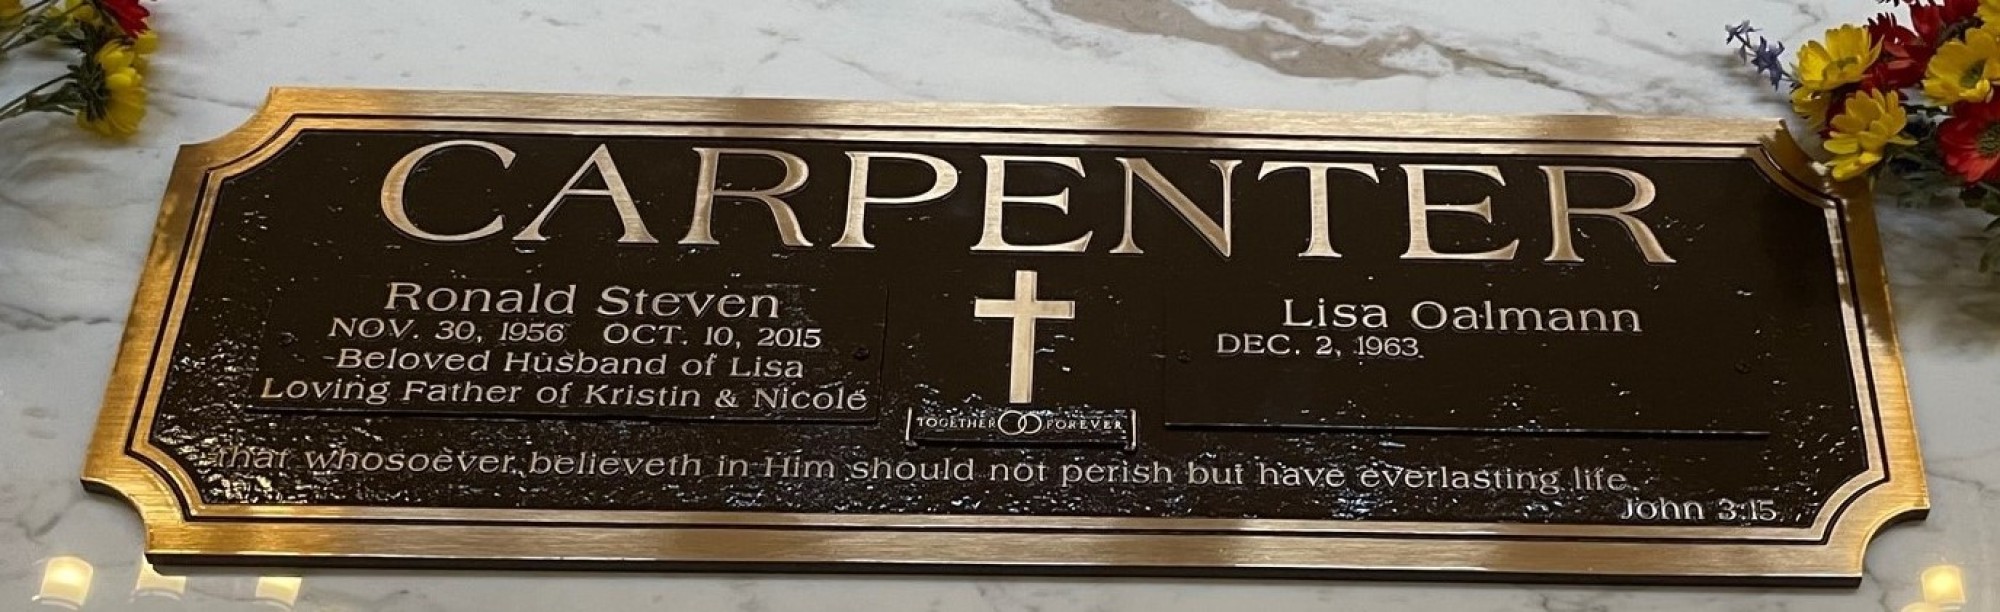 CARPENTER
Ronald Steven
NOV. 30, 1956 OCT. 10, 2015
Beloved Husband of Lisa
Loving Father of Kristin & Nicole
Lisa Oalmann
DEC. 2, 1963
TOGETHER FOREVER
that whosoever believeth in Him should not perish but have everlasting life.
John 3:15